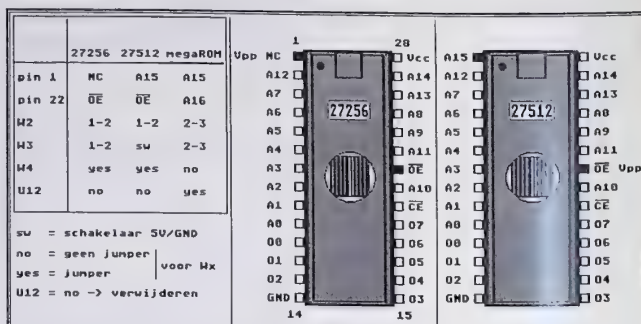 27256 27512 megaROM
pin 1 NC A15 A15
pin 22 OE OE A16
W2 1-2 1-2 2-3
W3 1-2 sw 2-3
W4 yes yes no
U12 no no yes
sw = schakelaar 5V/GND
no = geen jumper
yes = jumper
voor Wx
U12 = no -> verwijderen
1 28
Vpp NC Vcc
A12 A14
A7 A13
A6 27256 A8
A5 A9
A4 A11
A3 OE
A2 A10
A1 CE
A0 O7
O0 O6
O1 O5
O2 O4
GND O3
14 15
A15 Vcc
A12 A14
A7 A13
A6 27512 A8
A5 A9
A4 A11
A3 OE Vpp
A2 A10
A1 CE
A0 O7
O0 O6
O1 O5
O2 O4
GND O3